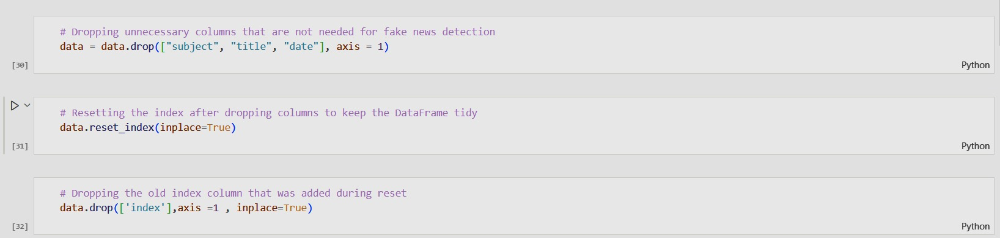 # Dropping unnecessary columns that are not needed for fake news detection
data = data.drop(["subject", "title", "date"], axis = 1)
[30]
Python
# Resetting the index after dropping columns to keep the DataFrame tidy
data.reset_index(inplace=True)
[31]
Python
# Dropping the old index column that was added during reset
data.drop(['index'],axis =1 , inplace=True)
[32]
Python